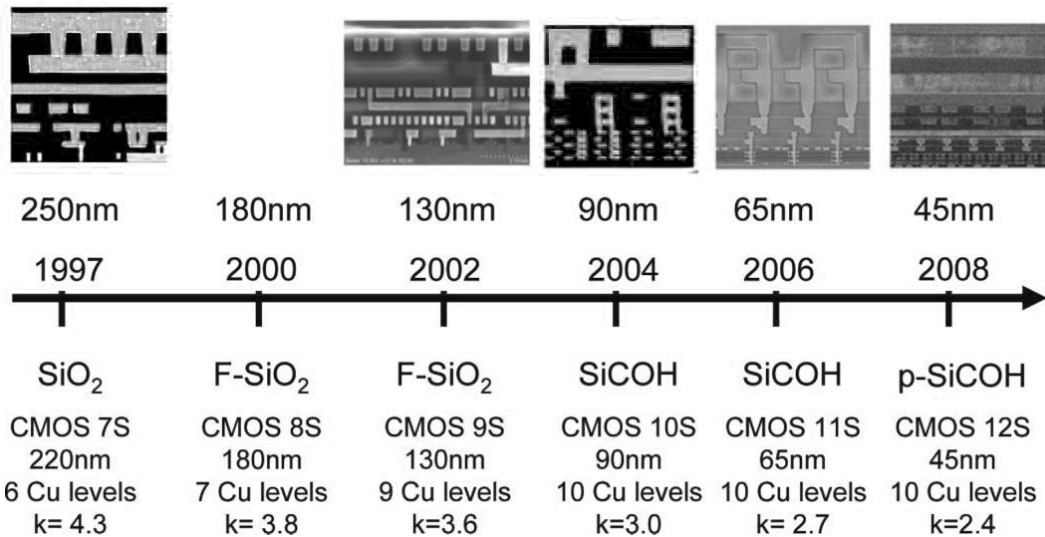 250nm 180nm 130nm 90nm 65nm 45nm
1997 2000 2002 2004 2006 2008
SiO₂ F-SiO₂ F-SiO₂ SiCOH SiCOH p-SiCOH
CMOS 7S CMOS 8S CMOS 9S CMOS 10S CMOS 11S CMOS 12S
220nm 180nm 130nm 90nm 65nm 45nm
6 Cu levels 7 Cu levels 9 Cu levels 10 Cu levels 10 Cu levels 10 Cu levels
k= 4.3 k= 3.8 k=3.6 k=3.0 k= 2.7 k=2.4